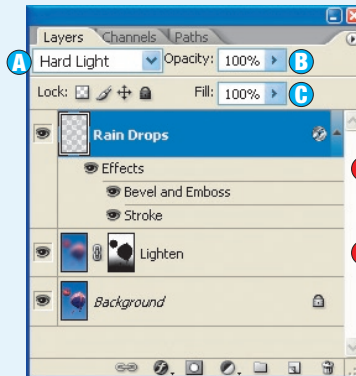 Layers Channels Paths
A Hard Light Opacity: 100% B
Lock: Fill: 100% C
Rain Drops
Effects
Bevel and Emboss
Stroke
Lighten
Background